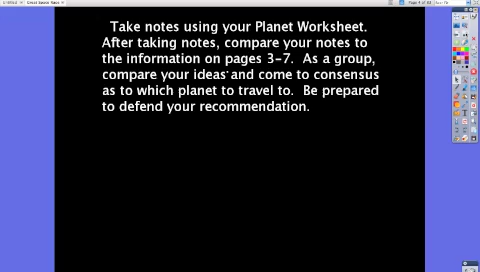 Take notes using your Planet Worksheet.
After taking notes, compare your notes to
the information on pages 3-7. As a group,
compare your ideas and come to consensus
as to which planet to travel to. Be prepared
to defend your recommendation.